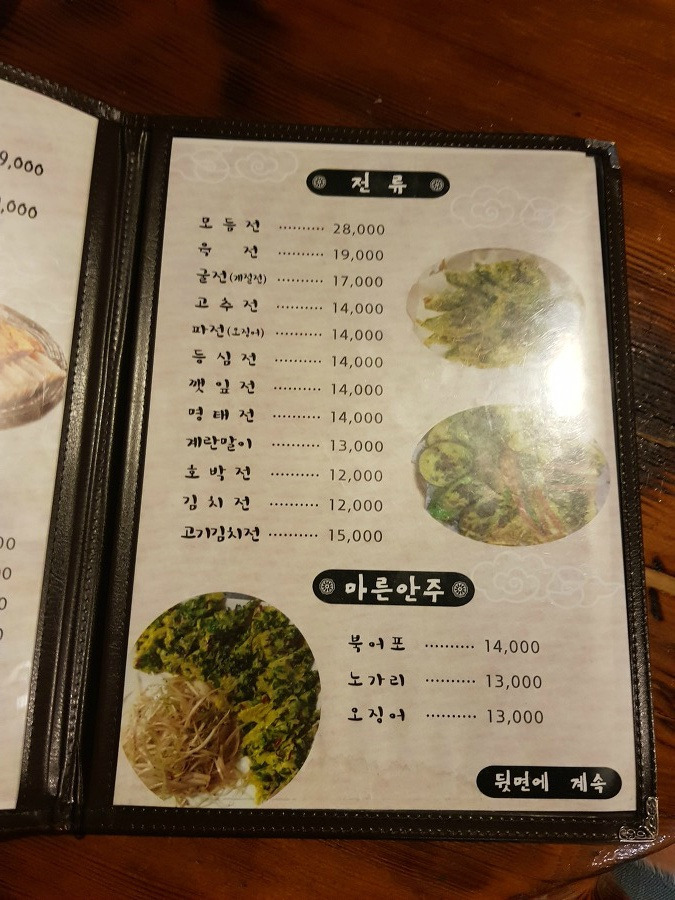 9,000
,000
전 류
모 듬 전 ·········· 28,000
육 전 ·········· 19,000
굴전(계절전) ·········· 17,000
고 추 전 ·········· 14,000
파전(오징어) ·········· 14,000
동 심 전 ·········· 14,000
깻 잎 전 ·········· 14,000
명 태 전 ·········· 14,000
계란말이 ·········· 13,000
호 박 전 ·········· 12,000
김 치 전 ·········· 12,000
고기김치전 ·········· 15,000
마른안주
북어포 ·········· 14,000
노가리 ·········· 13,000
오징어 ·········· 13,000
뒷면에 계속